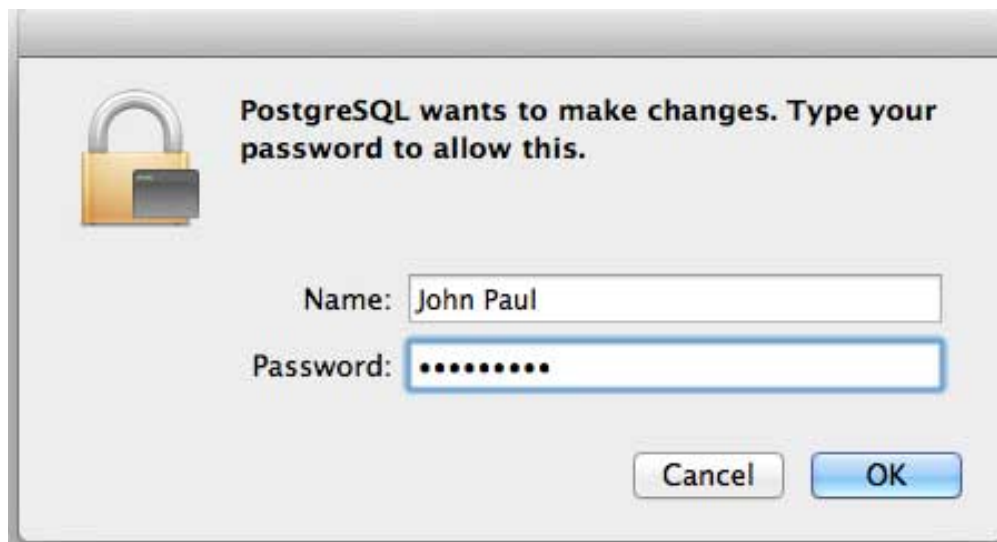 PostgreSQL wants to make changes. Type your
password to allow this.
Name: John Paul
Password: •••••••••
Cancel OK